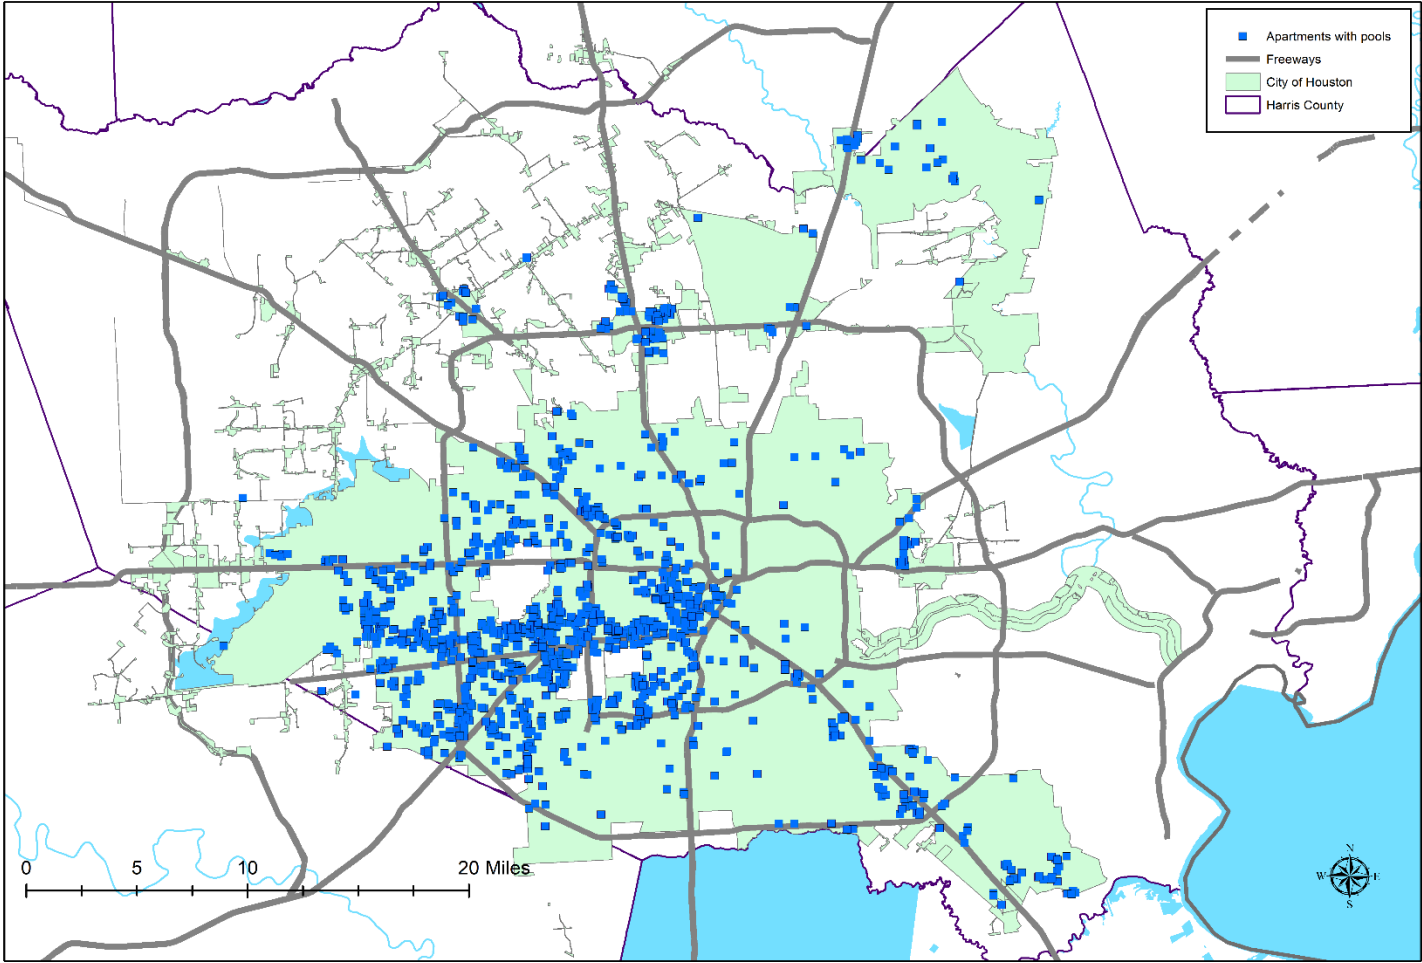 Apartments with pools
Freeways
City of Houston
Harris County
0 5 10 20 Miles
N
W E
S